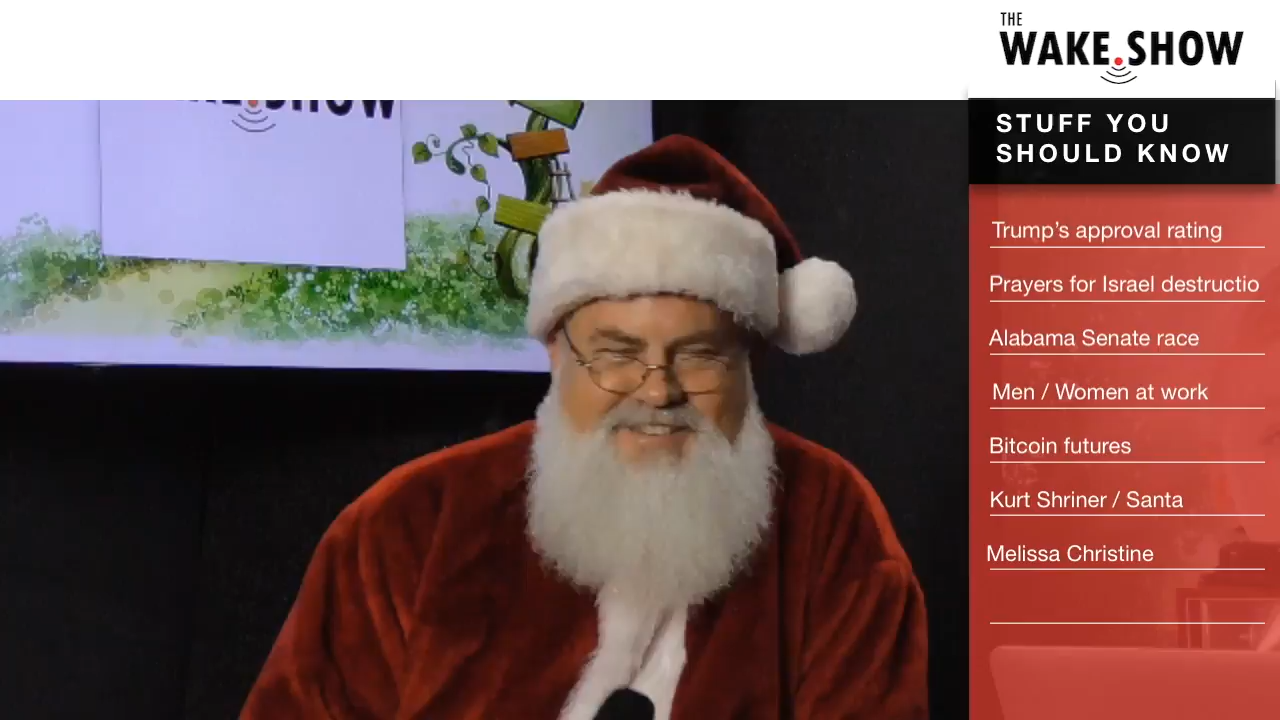 THE
WAKE.SHOW
STUFF YOU
SHOULD KNOW
Trump's approval rating
Prayers for Israel destructio
Alabama Senate race
Men / Women at work
Bitcoin futures
Kurt Shriner / Santa
Melissa Christine
SHOW